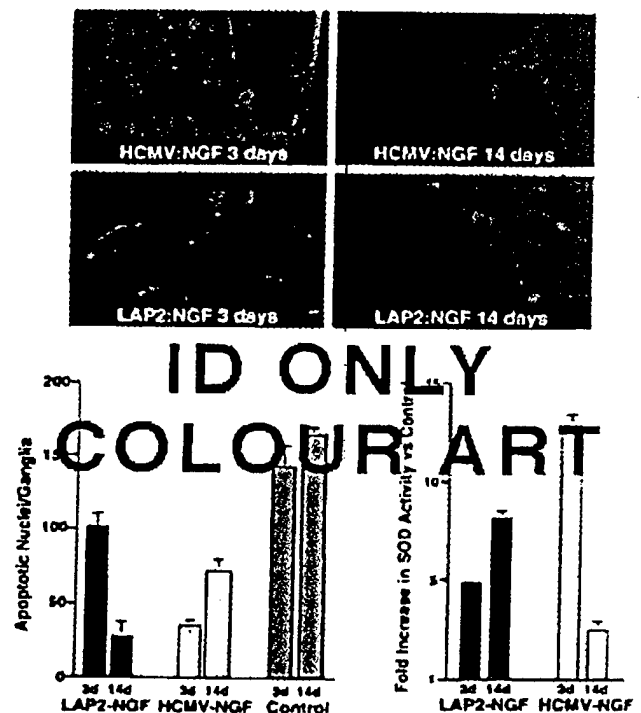 HCMV:NGF 3 days
HCMV:NGF 14 days
LAP2:NGF 3 days
LAP2:NGF 14 days
ID ONLY
COLOUR ART
Apoptotic Nuclei/Ganglia
200
100
50
0
3d 14d 3d 14d 3d 14d
LAP2-NGF HCMV-NGF Control
Fold Increase in SOD Activity vs Control
15
10
5
1
3d 14d 3d 14d
LAP2-NGF HCMV-NGF